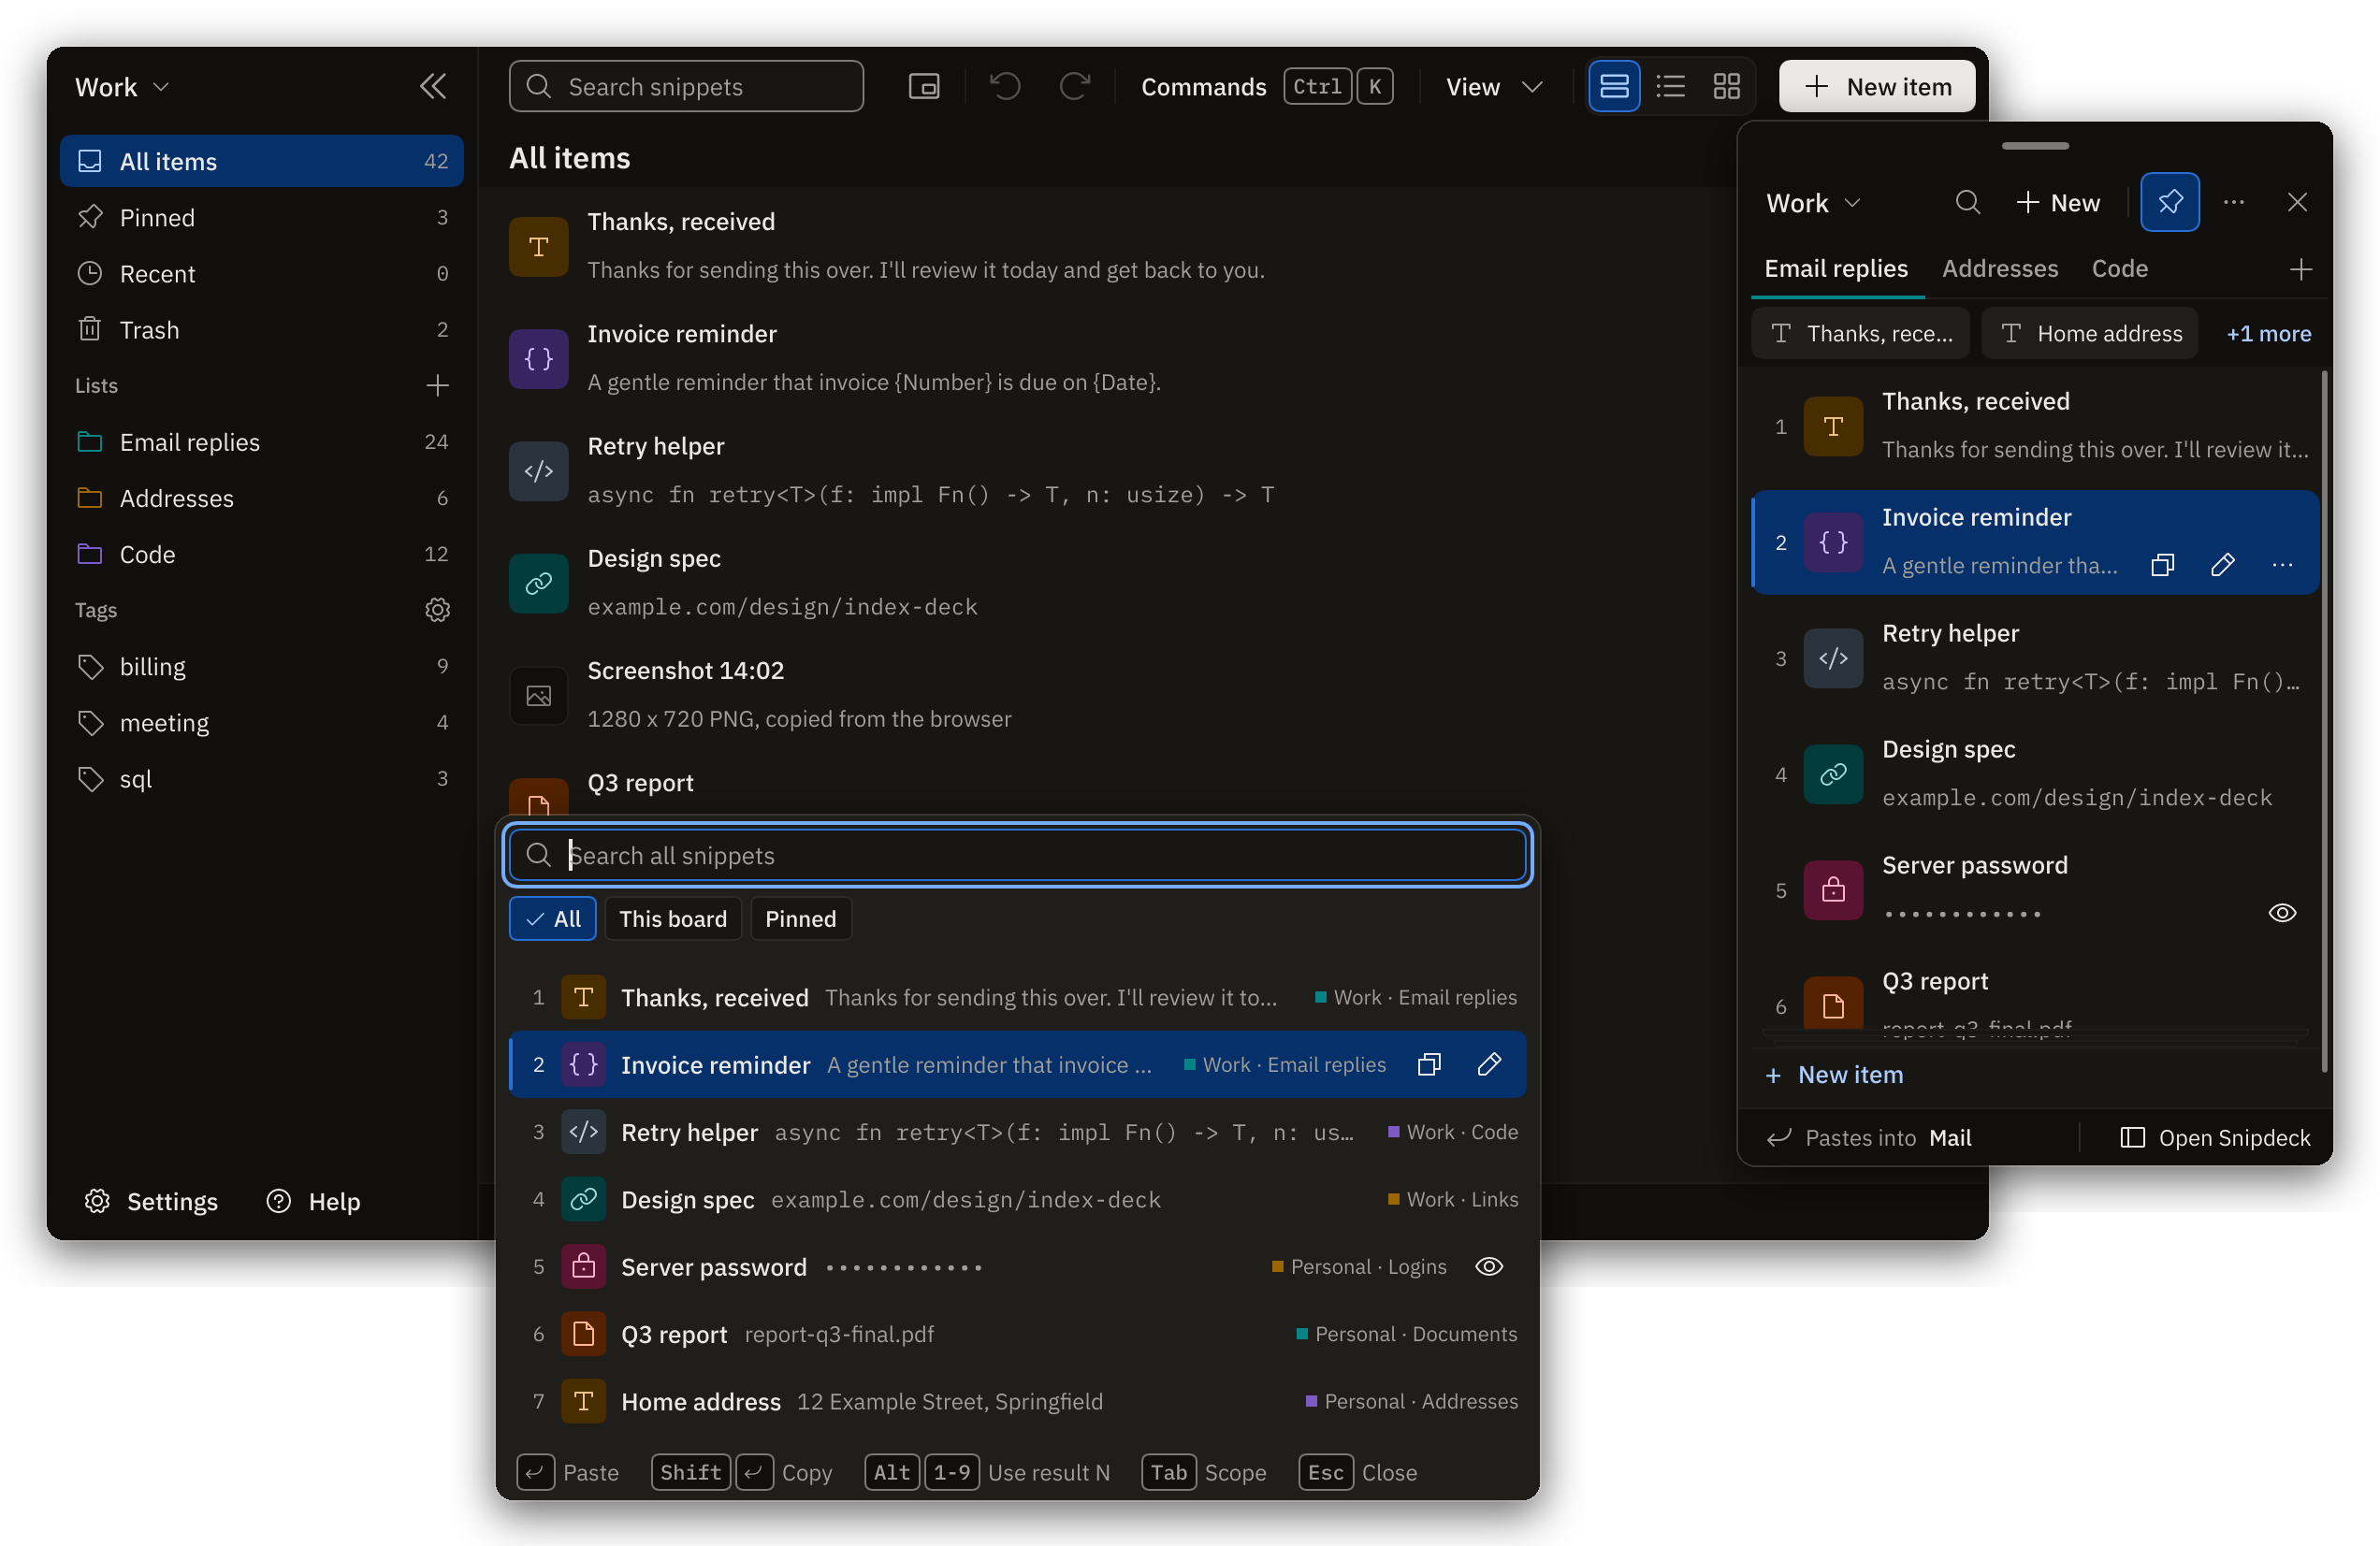 Work
All items 42
Pinned 3
Recent 0
Trash 2
Lists
Email replies 24
Addresses 6
Code 12
Tags
billing 9
meeting 4
sql 3
Settings Help
Search snippets Commands Ctrl K View New item
All items
T Thanks, received
Thanks for sending this over. I'll review it today and get back to you.
{} Invoice reminder
A gentle reminder that invoice {Number} is due on {Date}.
</> Retry helper
async fn retry<T>(f: impl Fn() -> T, n: usize) -> T
Design spec
example.com/design/index-deck
Screenshot 14:02
1280 x 720 PNG, copied from the browser
Q3 report
Search all snippets
All This board Pinned
1 T Thanks, received Thanks for sending this over. I'll review it to... Work · Email replies
2 {} Invoice reminder A gentle reminder that invoice ... Work · Email replies
3 </> Retry helper async fn retry<T>(f: impl Fn() -> T, n: us... Work · Code
4 Design spec example.com/design/index-deck Work · Links
5 Server password •••••••••••• Personal · Logins
6 Q3 report report-q3-final.pdf Personal · Documents
7 T Home address 12 Example Street, Springfield Personal · Addresses
Paste Shift Copy Alt 1-9 Use result N Tab Scope Esc Close
Work + New ...
Email replies Addresses Code +
T Thanks, rece... T Home address +1 more
1 T Thanks, received
Thanks for sending this over. I'll review it...
2 {} Invoice reminder
A gentle reminder tha... ...
3 </> Retry helper
async fn retry<T>(f: impl Fn()...
4 Design spec
example.com/design/index-deck
5 Server password
••••••••••••
6 Q3 report
report-q3-final.pdf
+ New item
Pastes into Mail Open Snipdeck